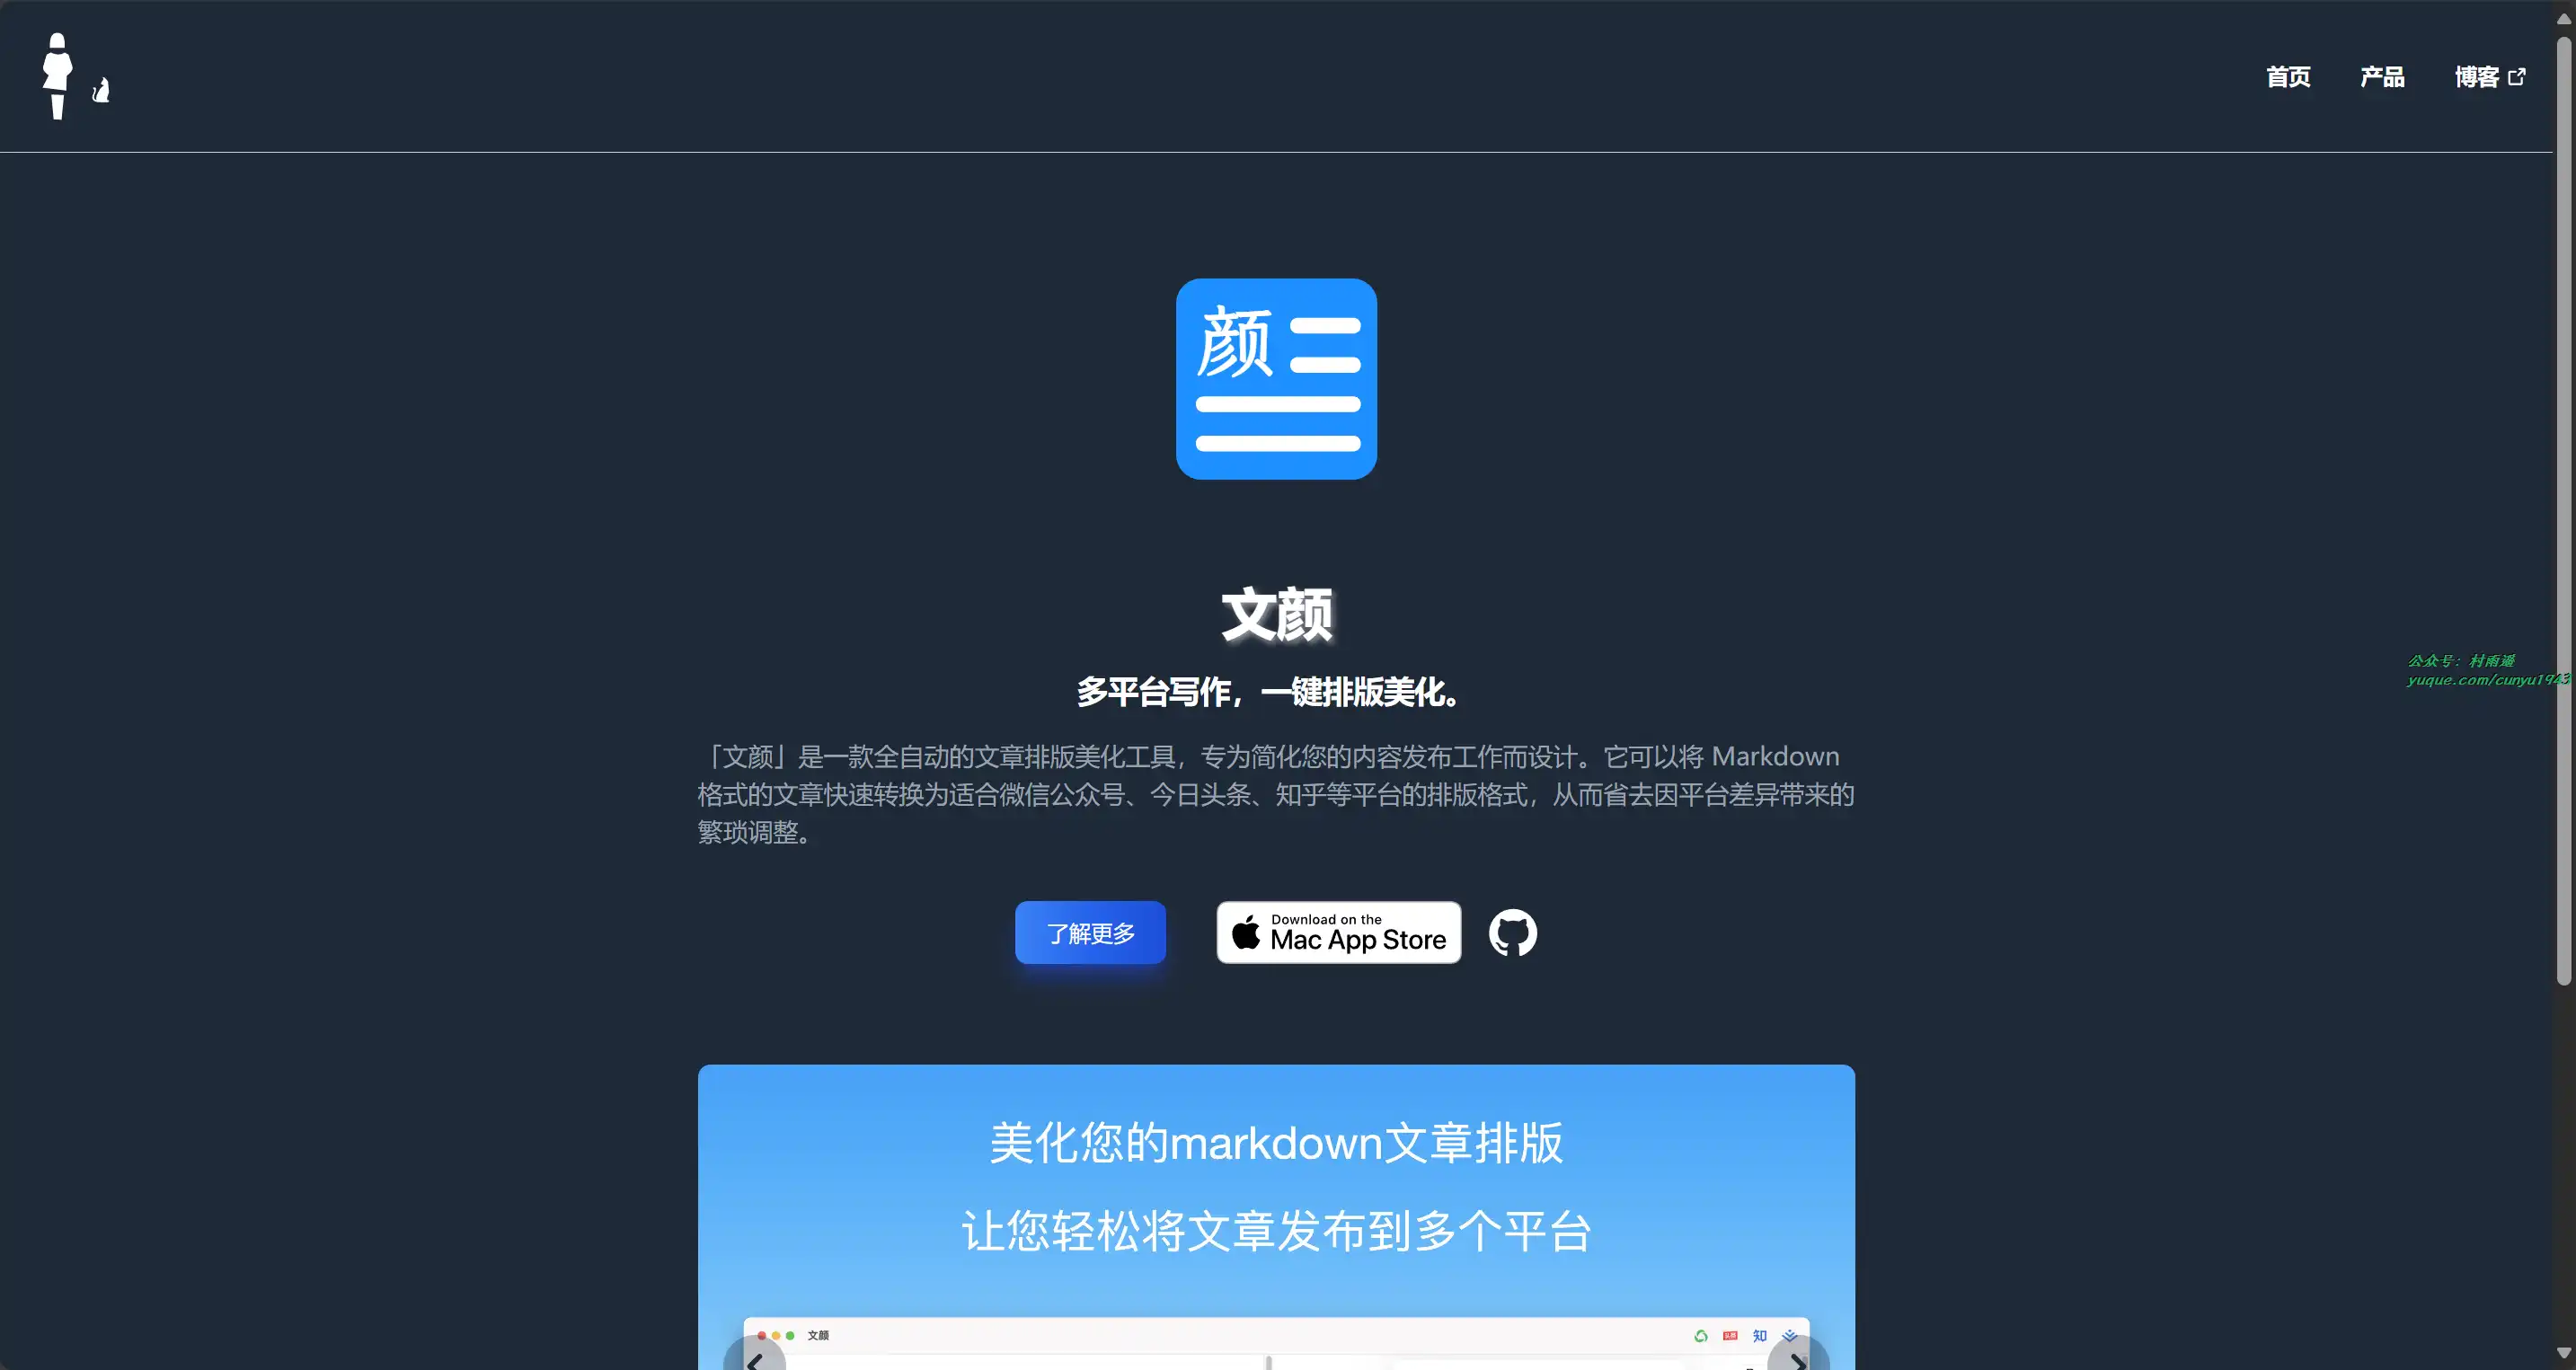 首页 产品 博客
颜
文颜
多平台写作，一键排版美化。
「文颜」是一款全自动的文章排版美化工具，专为简化您的内容发布工作而设计。它可以将 Markdown
格式的文章快速转换为适合微信公众号、今日头条、知乎等平台的排版格式，从而省去因平台差异带来的
繁琐调整。
公众号：村雨遥
yuque.com/cunyu1943
了解更多
Download on the
Mac App Store
美化您的markdown文章排版
让您轻松将文章发布到多个平台
文颜
知